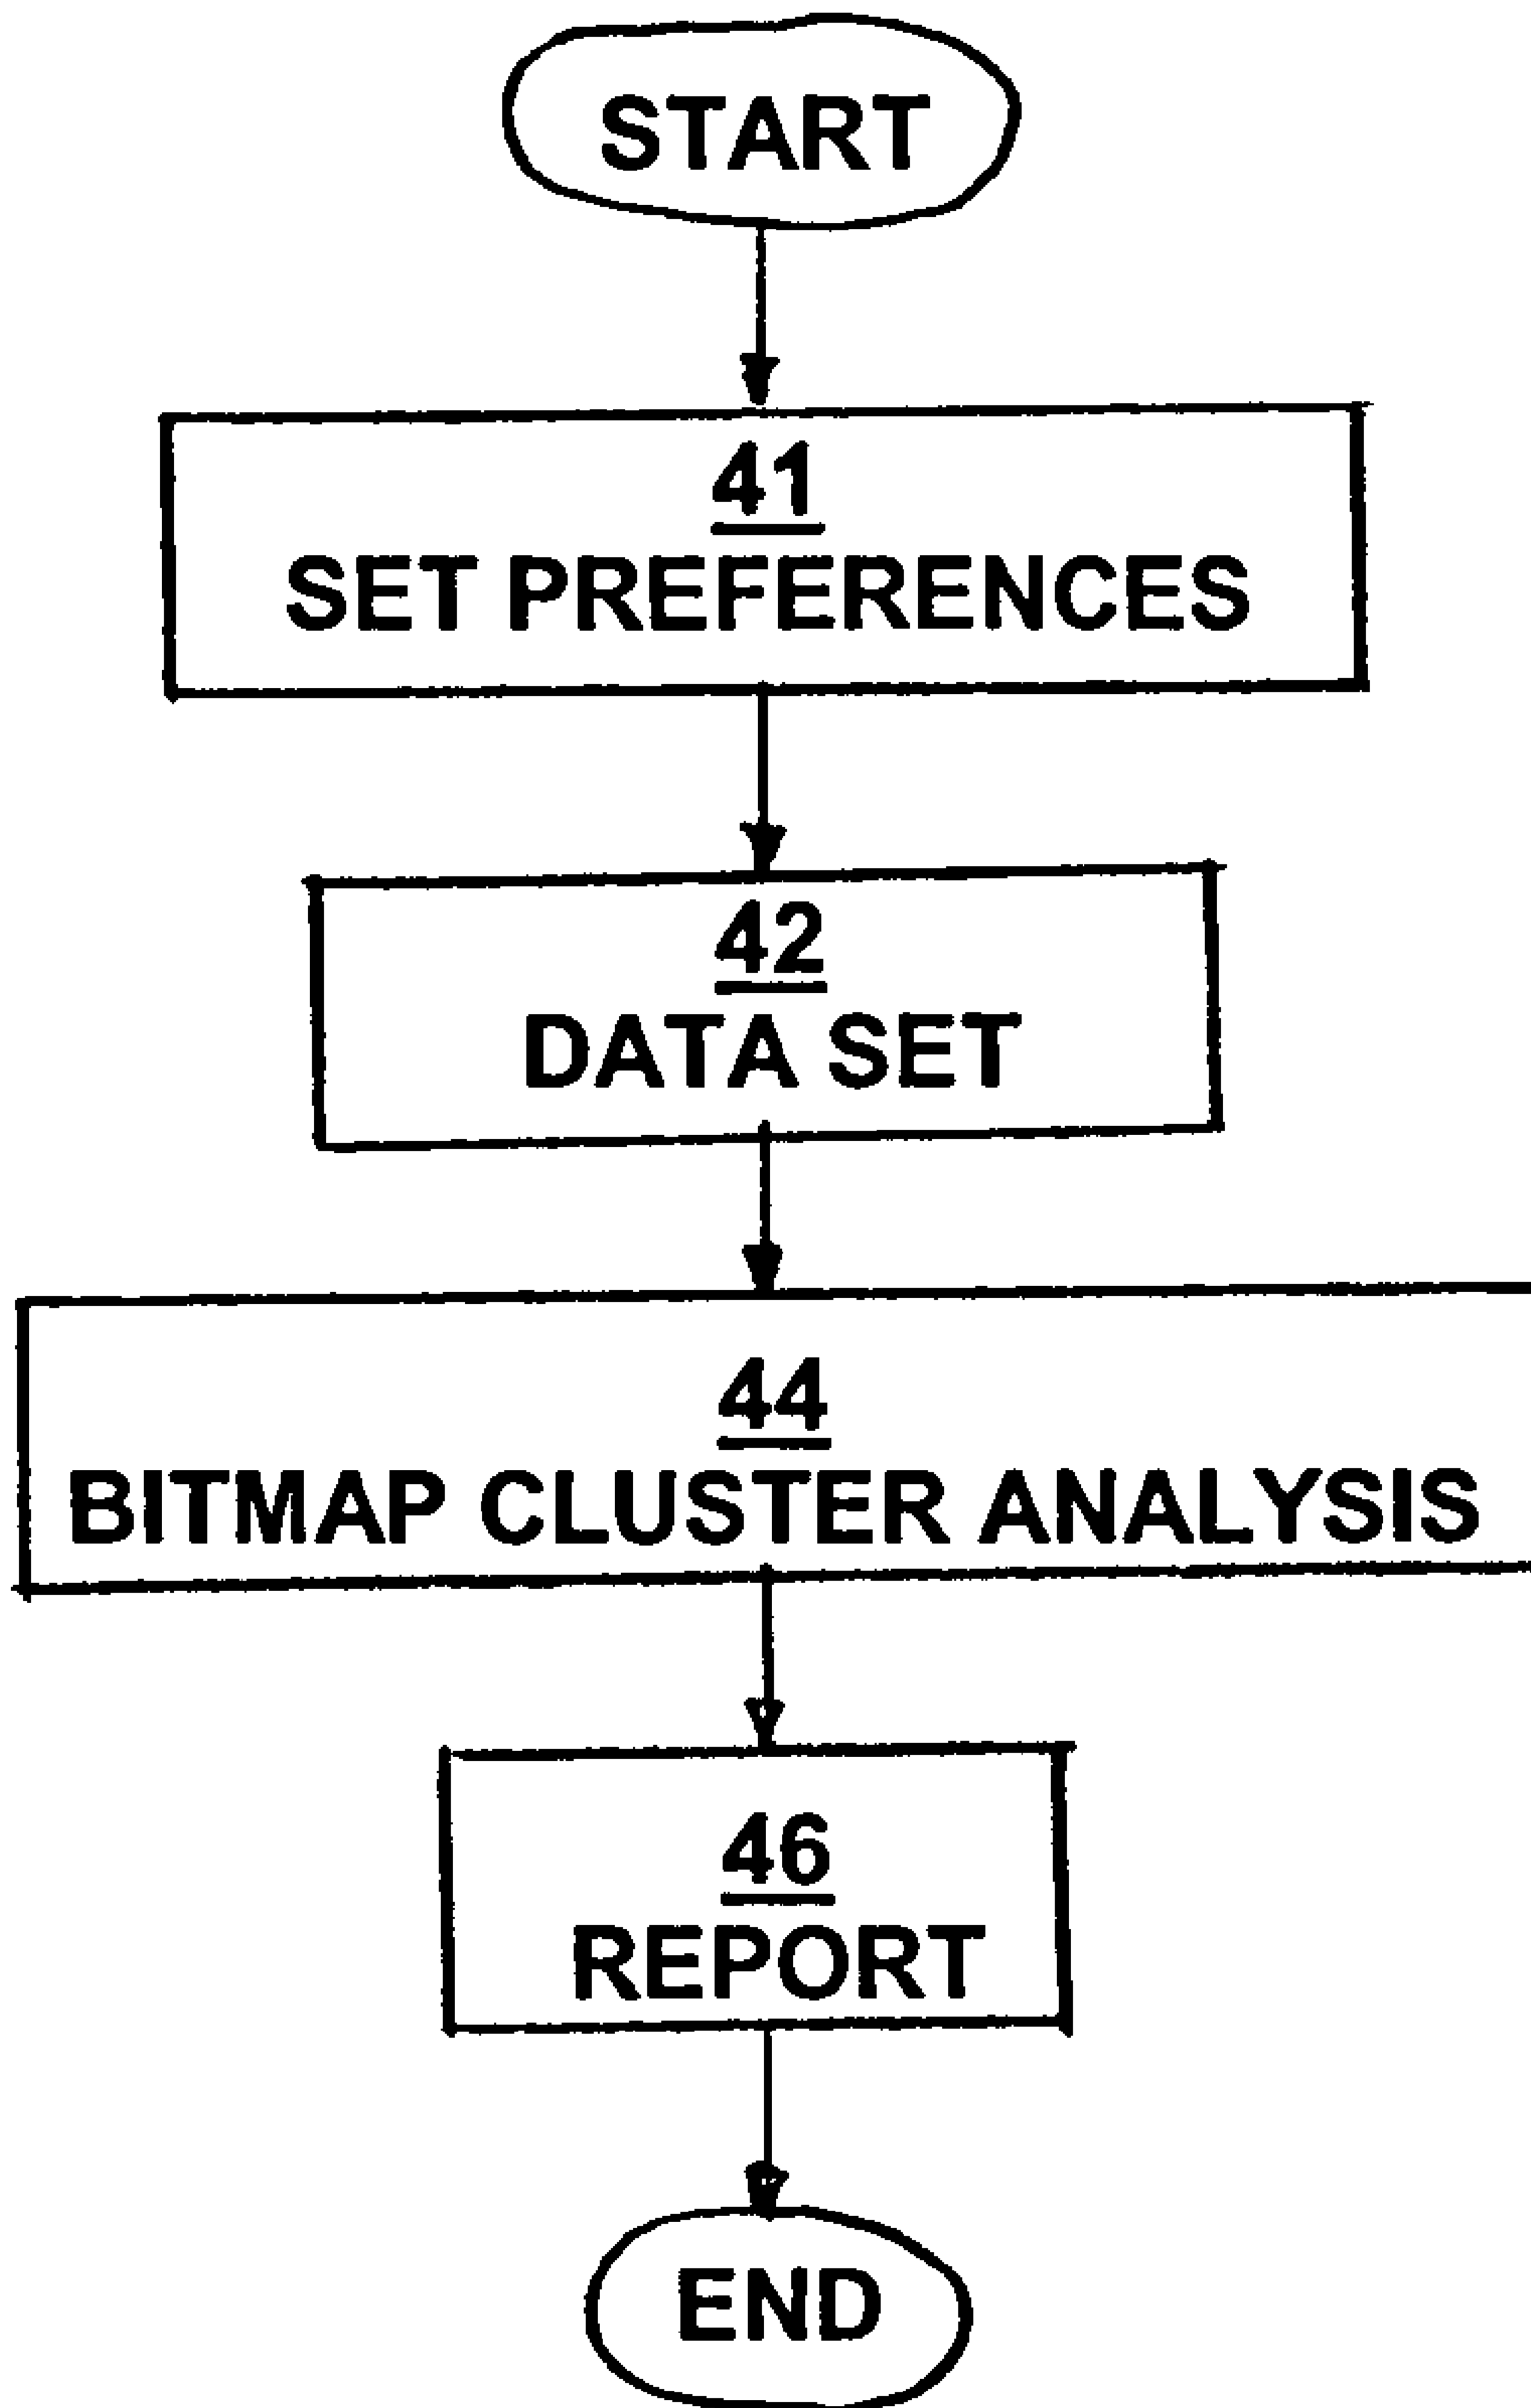 START
41
SET PREFERENCES
42
DATA SET
44
BITMAP CLUSTER ANALYSIS
46
REPORT
END